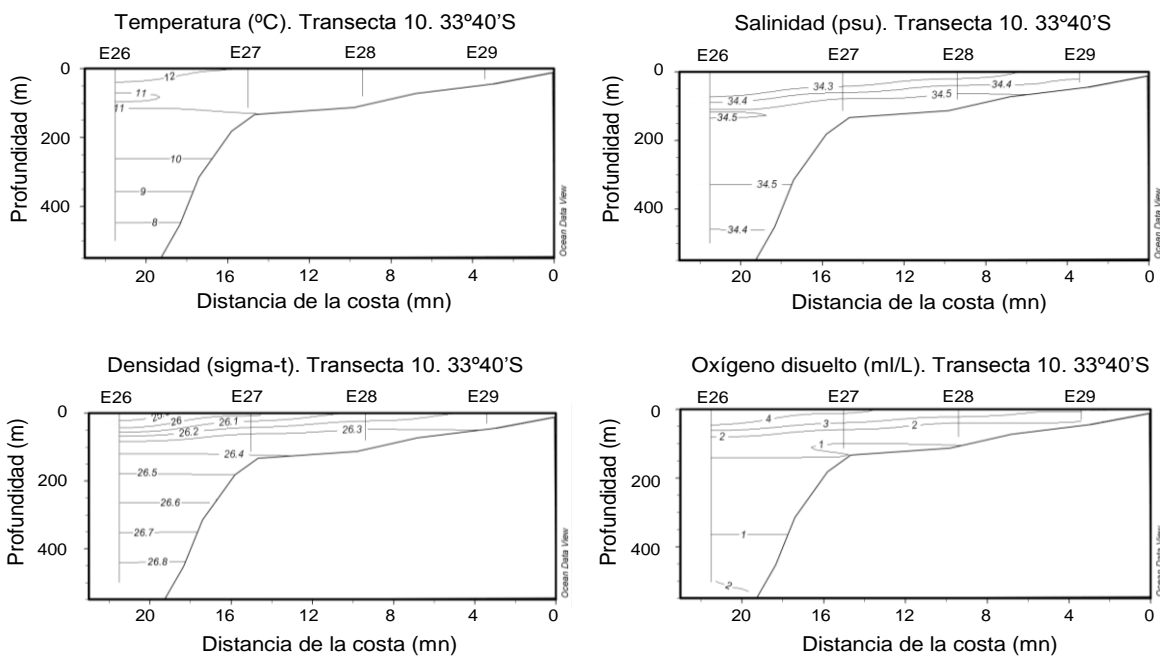 Temperatura (ºC). Transecta 10. 33º40'S
E26 E27 E28 E29
0
200
400
Profundidad (m)
12
11
11
10
9
8
Ocean Data View
20 16 12 8 4 0
Distancia de la costa (mn)
Salinidad (psu). Transecta 10. 33º40'S
E26 E27 E28 E29
0
200
400
Profundidad (m)
34.3
34.4
34.4
34.5
34.5
34.5
34.4
Ocean Data View
20 16 12 8 4 0
Distancia de la costa (mn)
Densidad (sigma-t). Transecta 10. 33º40'S
E26 E27 E28 E29
0
200
400
Profundidad (m)
26
26.1
26.2
26.3
26.4
26.5
26.6
26.7
26.8
Ocean Data View
20 16 12 8 4 0
Distancia de la costa (mn)
Oxígeno disuelto (ml/L). Transecta 10. 33º40'S
E26 E27 E28 E29
0
200
400
Profundidad (m)
4
3
2
2
1
1
2
Ocean Data View
20 16 12 8 4 0
Distancia de la costa (mn)